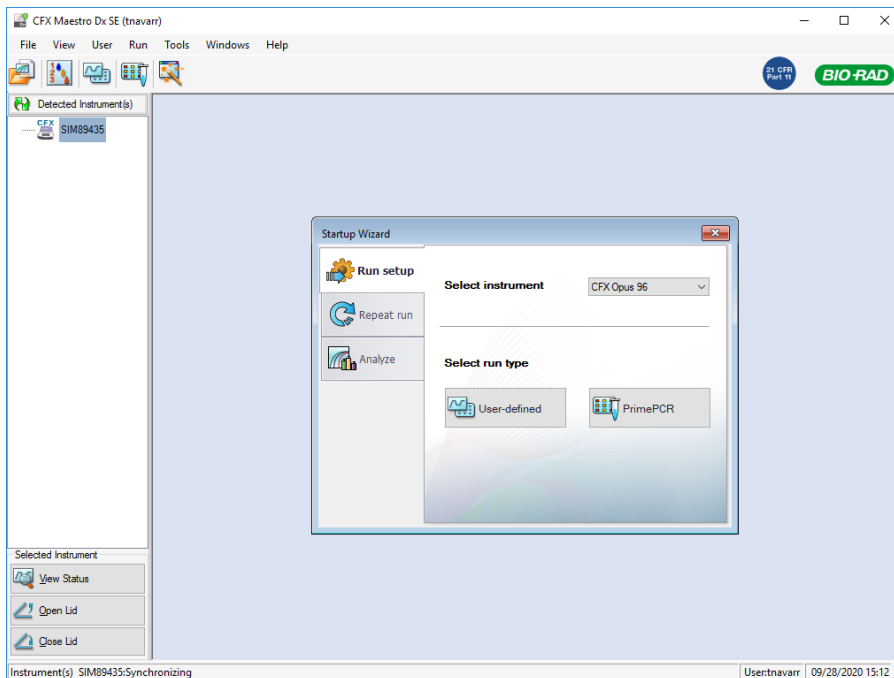 CFX Maestro Dx SE (tnavarr)
File View User Run Tools Windows Help
21 CFR
Part 11
BIO-RAD
Detected Instrument(s)
CFX
SIM89435
Startup Wizard
Run setup
Repeat run
Analyze
Select instrument
CFX Opus 96
Select run type
User-defined
PrimePCR
Selected Instrument
View Status
Open Lid
Close Lid
Instrument(s) SIM89435:Synchronizing
User:tnavarr 09/28/2020 15:12